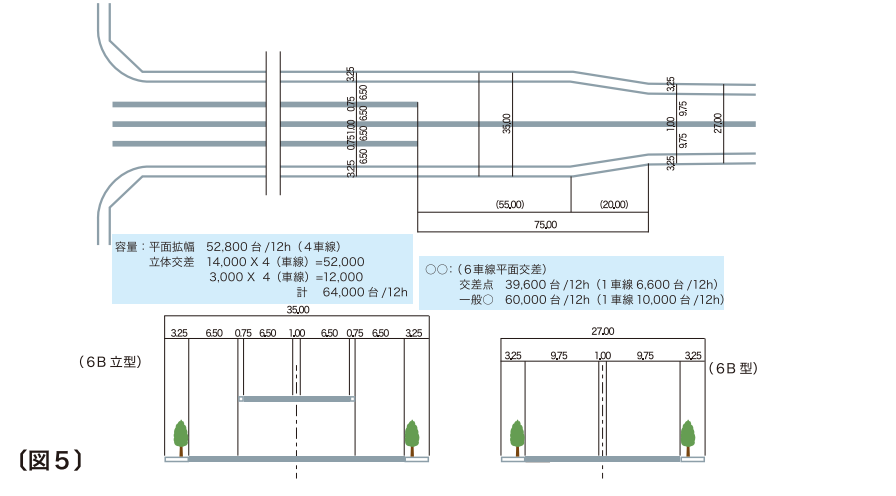 3.25
6.50
0.75
6.50
1.00
6.50
0.75
6.50
3.25
35.00
3.25
9.75
1.00
9.75
3.25
27.00
(55.00) (20.00)
75.00
容量：平面拡幅 52,800 台 /12h（４車線）
立体交差 14,000 X 4（車線）=52,000
3,000 X 4（車線）=12,000
計 64,000 台 /12h
○○：（６車線平面交差）
交差点 39,600 台 /12h（1 車線 6,600 台 /12h）
一般○ 60,000 台 /12h（1 車線 10,000 台 /12h）
35.00
3.25 6.50 0.75 6.50 1.00 6.50 0.75 6.50 3.25
（６B 立型）
27.00
3.25 9.75 1.00 9.75 3.25
（６B 型）
〔図５〕